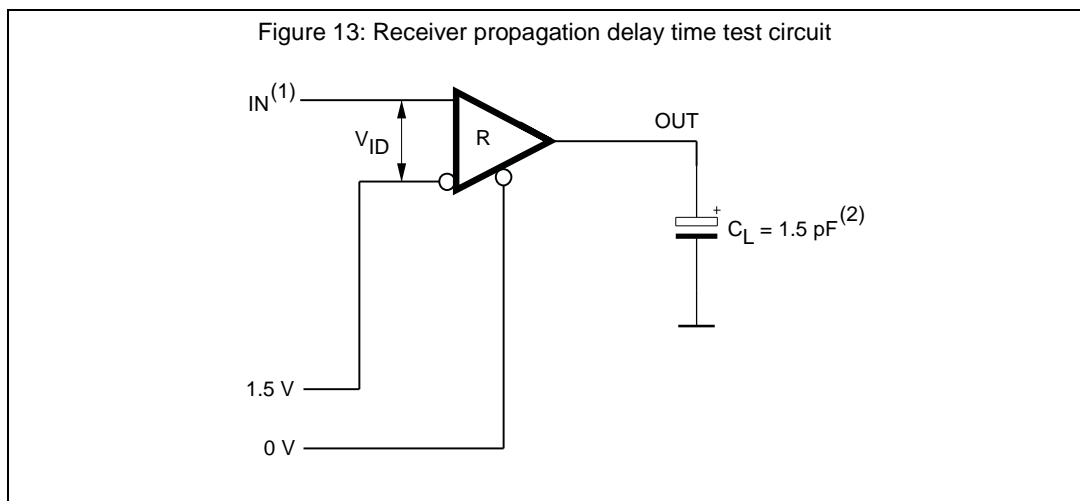 Figure 13: Receiver propagation delay time test circuit
IN(1)
VID
R
OUT
+
CL = 1.5 pF(2)
1.5 V
0 V